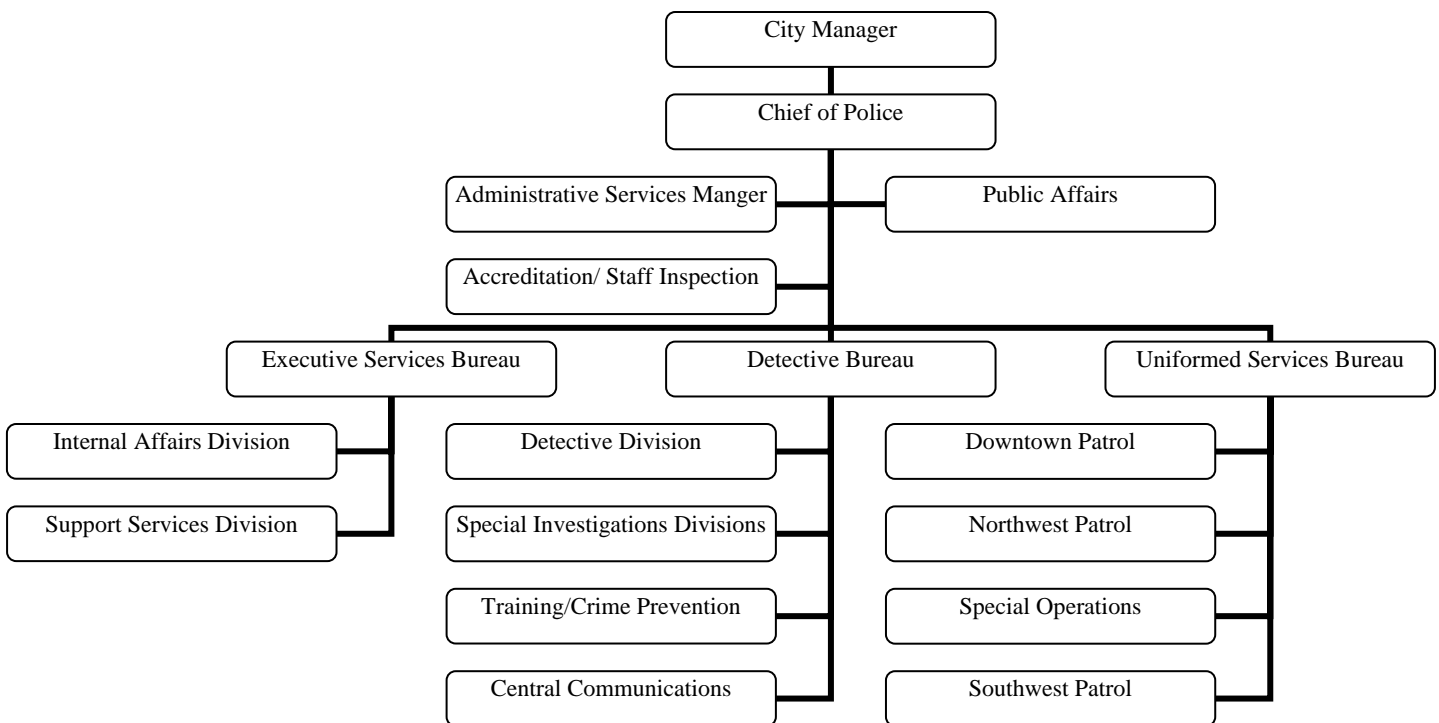 City Manager
Chief of Police
Administrative Services Manger
Public Affairs
Accreditation/ Staff Inspection
Executive Services Bureau
Detective Bureau
Uniformed Services Bureau
Internal Affairs Division
Detective Division
Downtown Patrol
Support Services Division
Special Investigations Divisions
Northwest Patrol
Training/Crime Prevention
Special Operations
Central Communications
Southwest Patrol